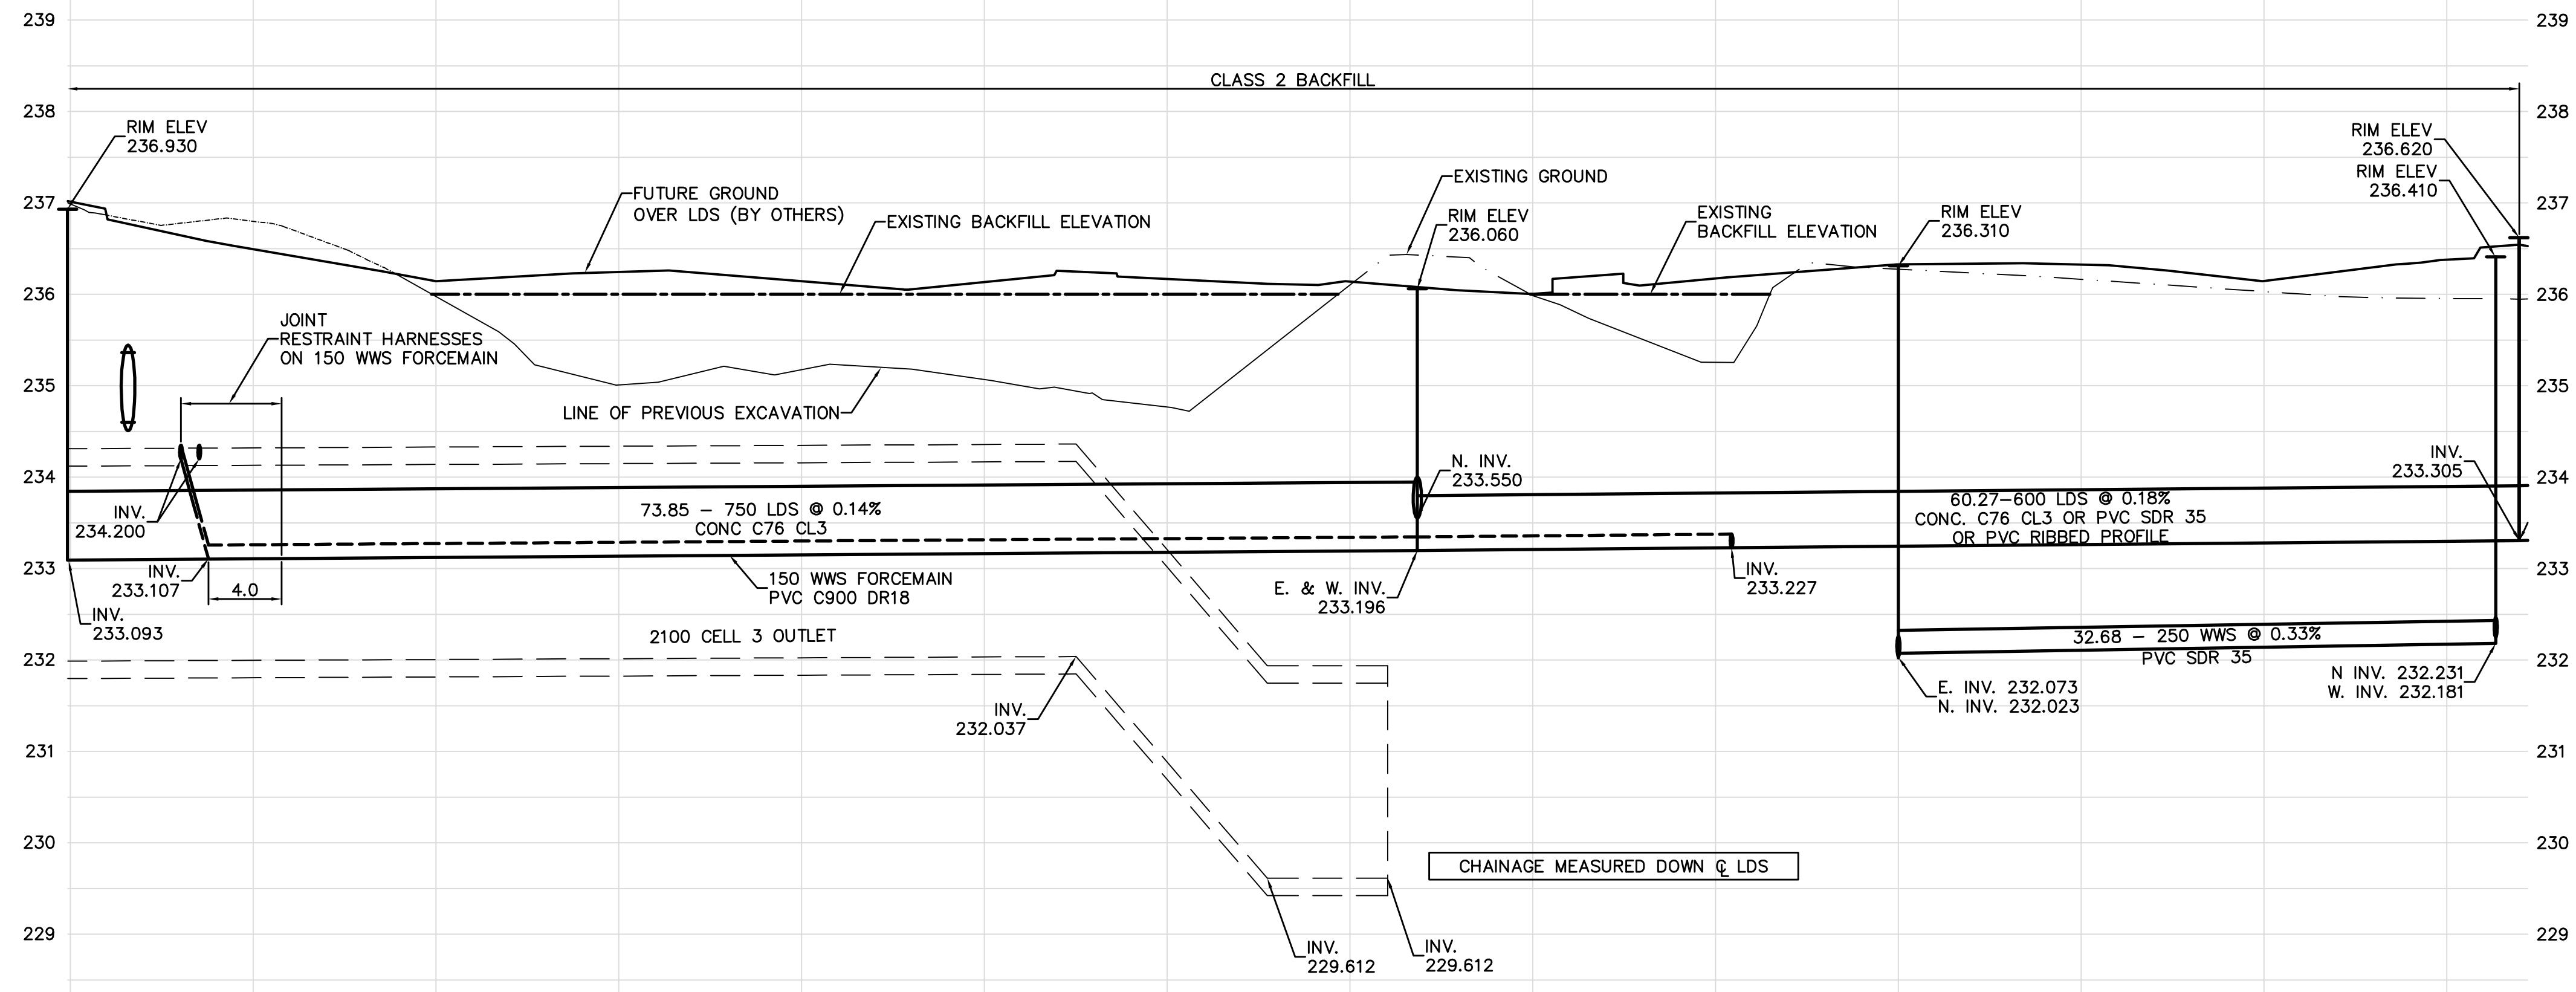 239
239
CLASS 2 BACKFILL
238
238
RIM ELEV
236.930
RIM ELEV
236.620
RIM ELEV
236.410
EXISTING GROUND
FUTURE GROUND
OVER LDS (BY OTHERS)
EXISTING BACKFILL ELEVATION
237
237
RIM ELEV
236.060
EXISTING
BACKFILL ELEVATION
RIM ELEV
236.310
236
236
JOINT
RESTRAINT HARNESSES
ON 150 WWS FORCEMAIN
235
235
LINE OF PREVIOUS EXCAVATION
234
234
N. INV.
233.550
INV.
233.305
INV.
234.200
73.85 – 750 LDS @ 0.14%
CONC C76 CL3
60.27–600 LDS @ 0.18%
CONC. C76 CL3 OR PVC SDR 35
OR PVC RIBBED PROFILE
233
233
INV.
233.107
4.0
150 WWS FORCEMAIN
PVC C900 DR18
E. & W. INV.
233.196
INV.
233.227
INV.
233.093
2100 CELL 3 OUTLET
32.68 – 250 WWS @ 0.33%
PVC SDR 35
232
232
E. INV. 232.073
N. INV. 232.023
N INV. 232.231
W. INV. 232.181
INV.
232.037
231
231
230
230
CHAINAGE MEASURED DOWN ℄ LDS
229
229
INV.
229.612
INV.
229.612